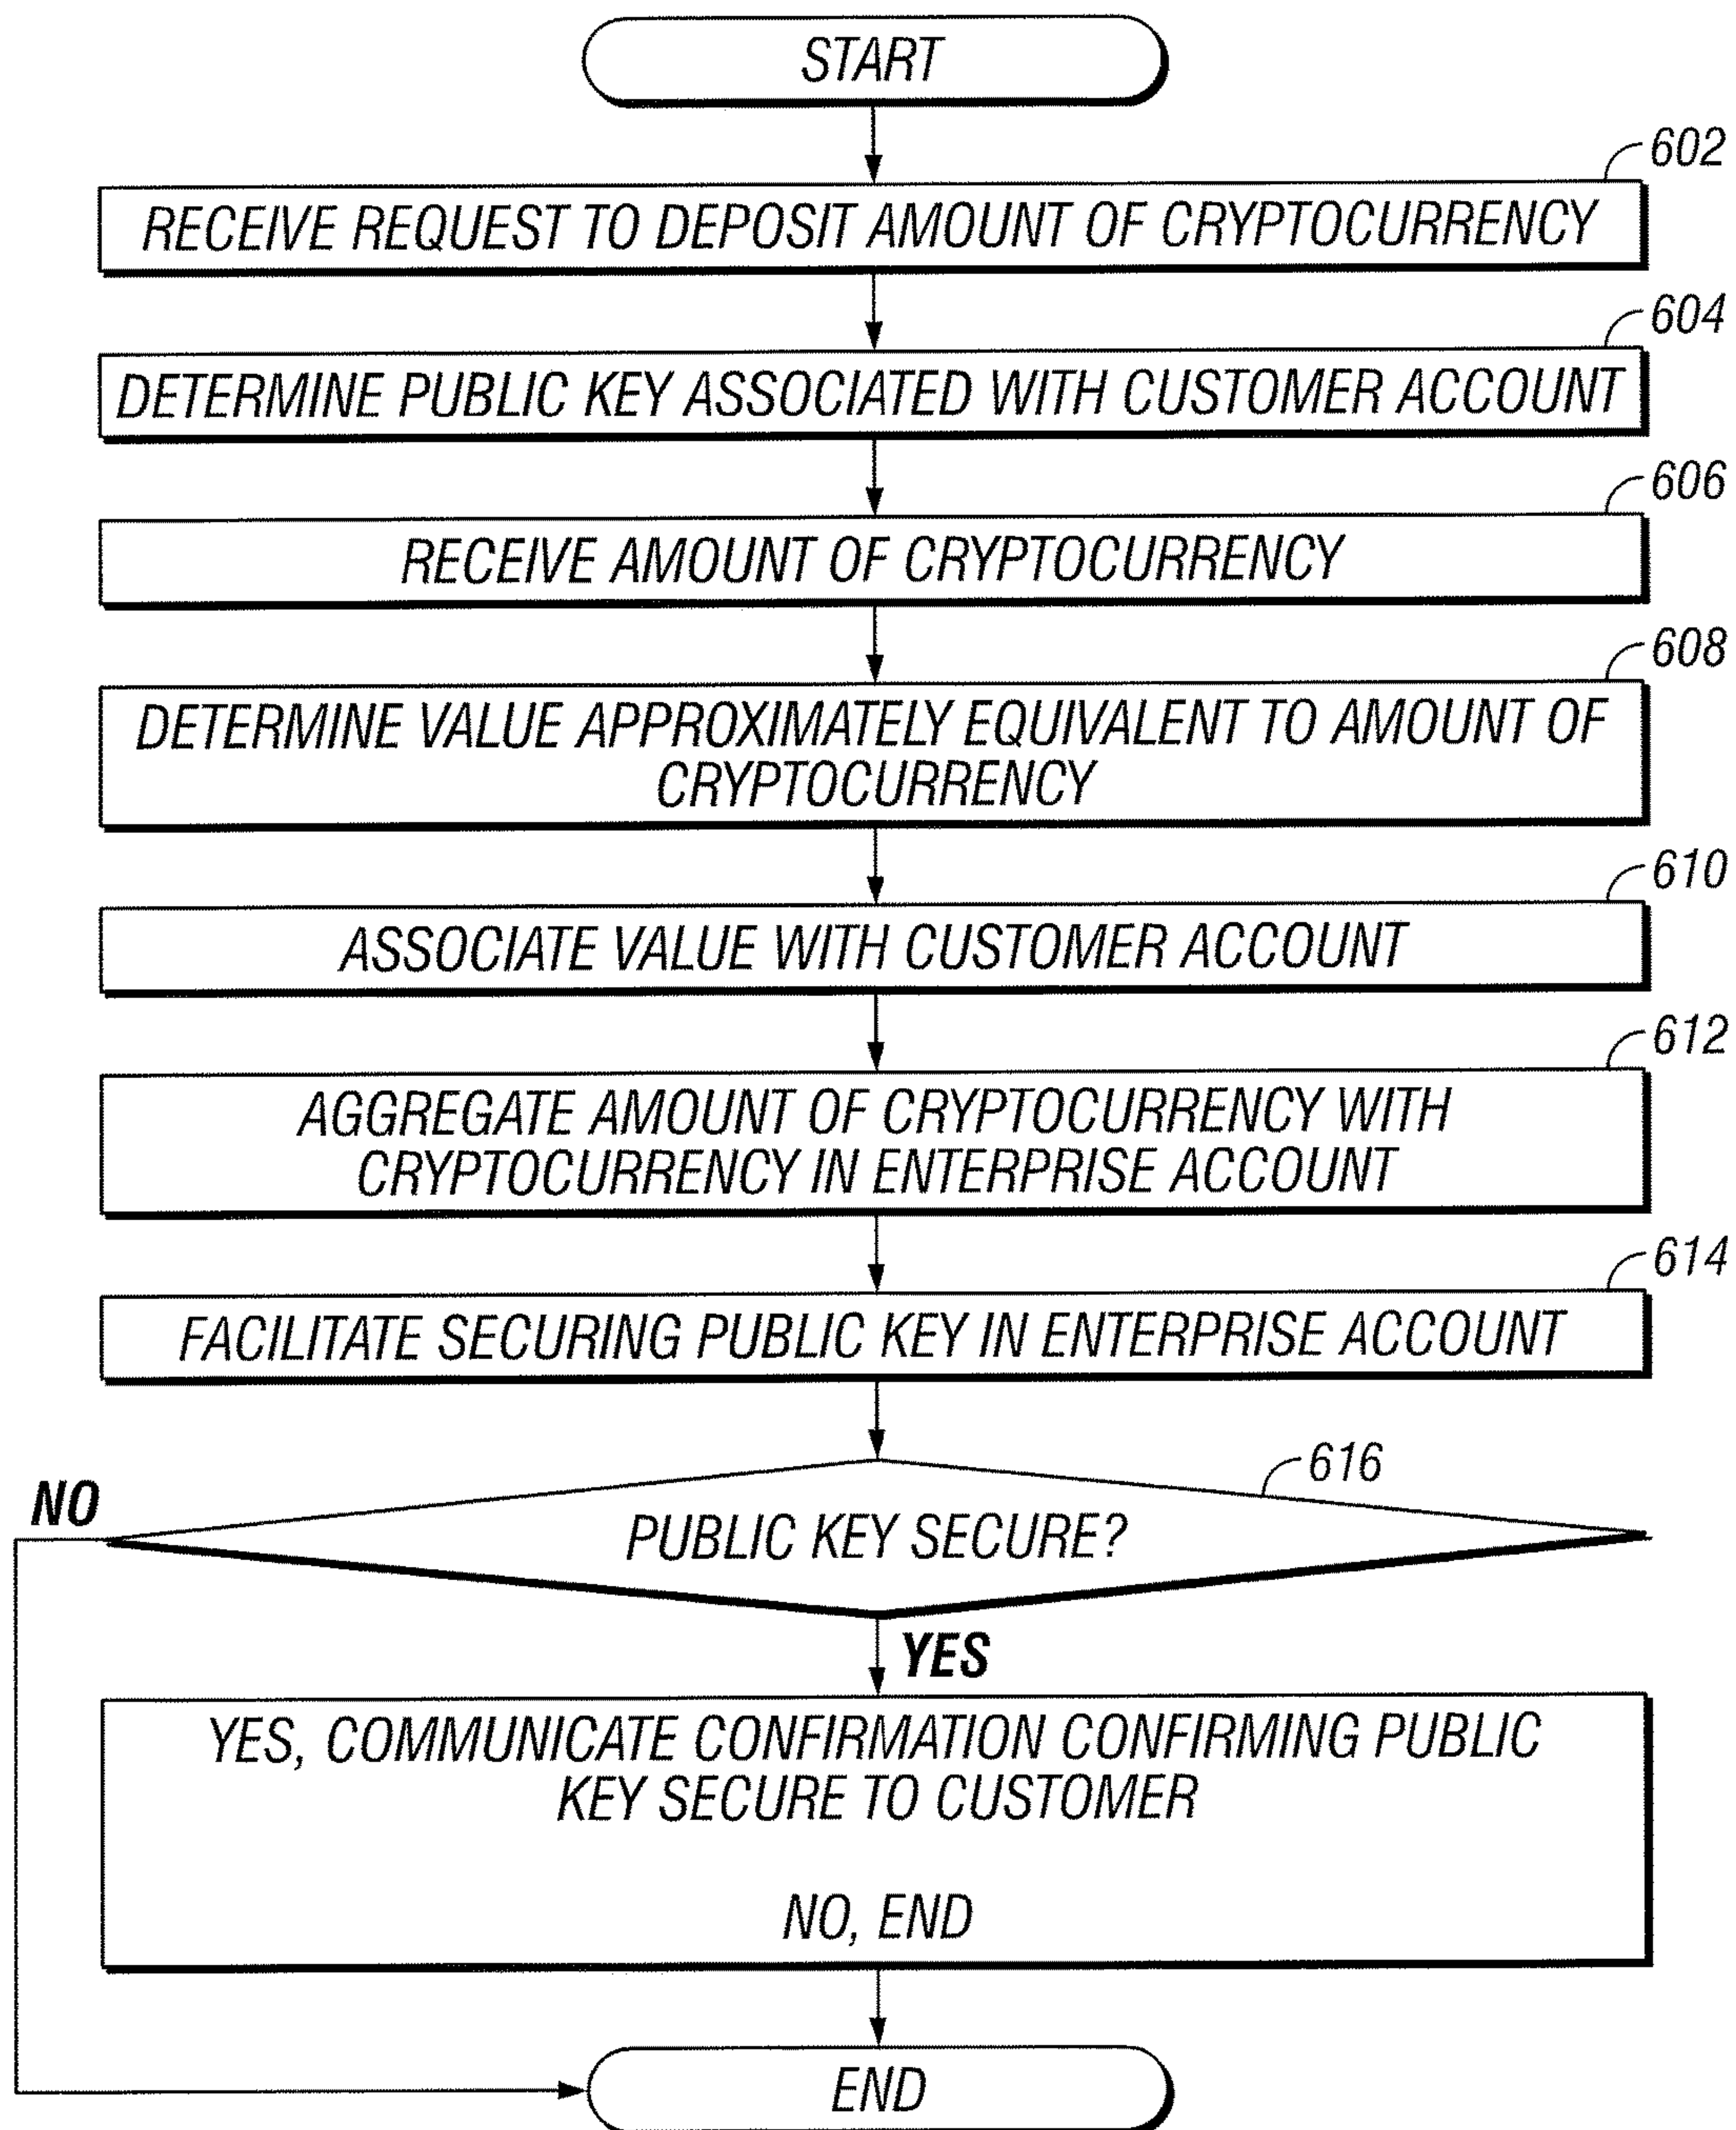 START
602
RECEIVE REQUEST TO DEPOSIT AMOUNT OF CRYPTOCURRENCY
604
DETERMINE PUBLIC KEY ASSOCIATED WITH CUSTOMER ACCOUNT
606
RECEIVE AMOUNT OF CRYPTOCURRENCY
608
DETERMINE VALUE APPROXIMATELY EQUIVALENT TO AMOUNT OF
CRYPTOCURRENCY
610
ASSOCIATE VALUE WITH CUSTOMER ACCOUNT
612
AGGREGATE AMOUNT OF CRYPTOCURRENCY WITH
CRYPTOCURRENCY IN ENTERPRISE ACCOUNT
614
FACILITATE SECURING PUBLIC KEY IN ENTERPRISE ACCOUNT
616
NO
PUBLIC KEY SECURE?
YES
YES, COMMUNICATE CONFIRMATION CONFIRMING PUBLIC
KEY SECURE TO CUSTOMER
NO, END
END